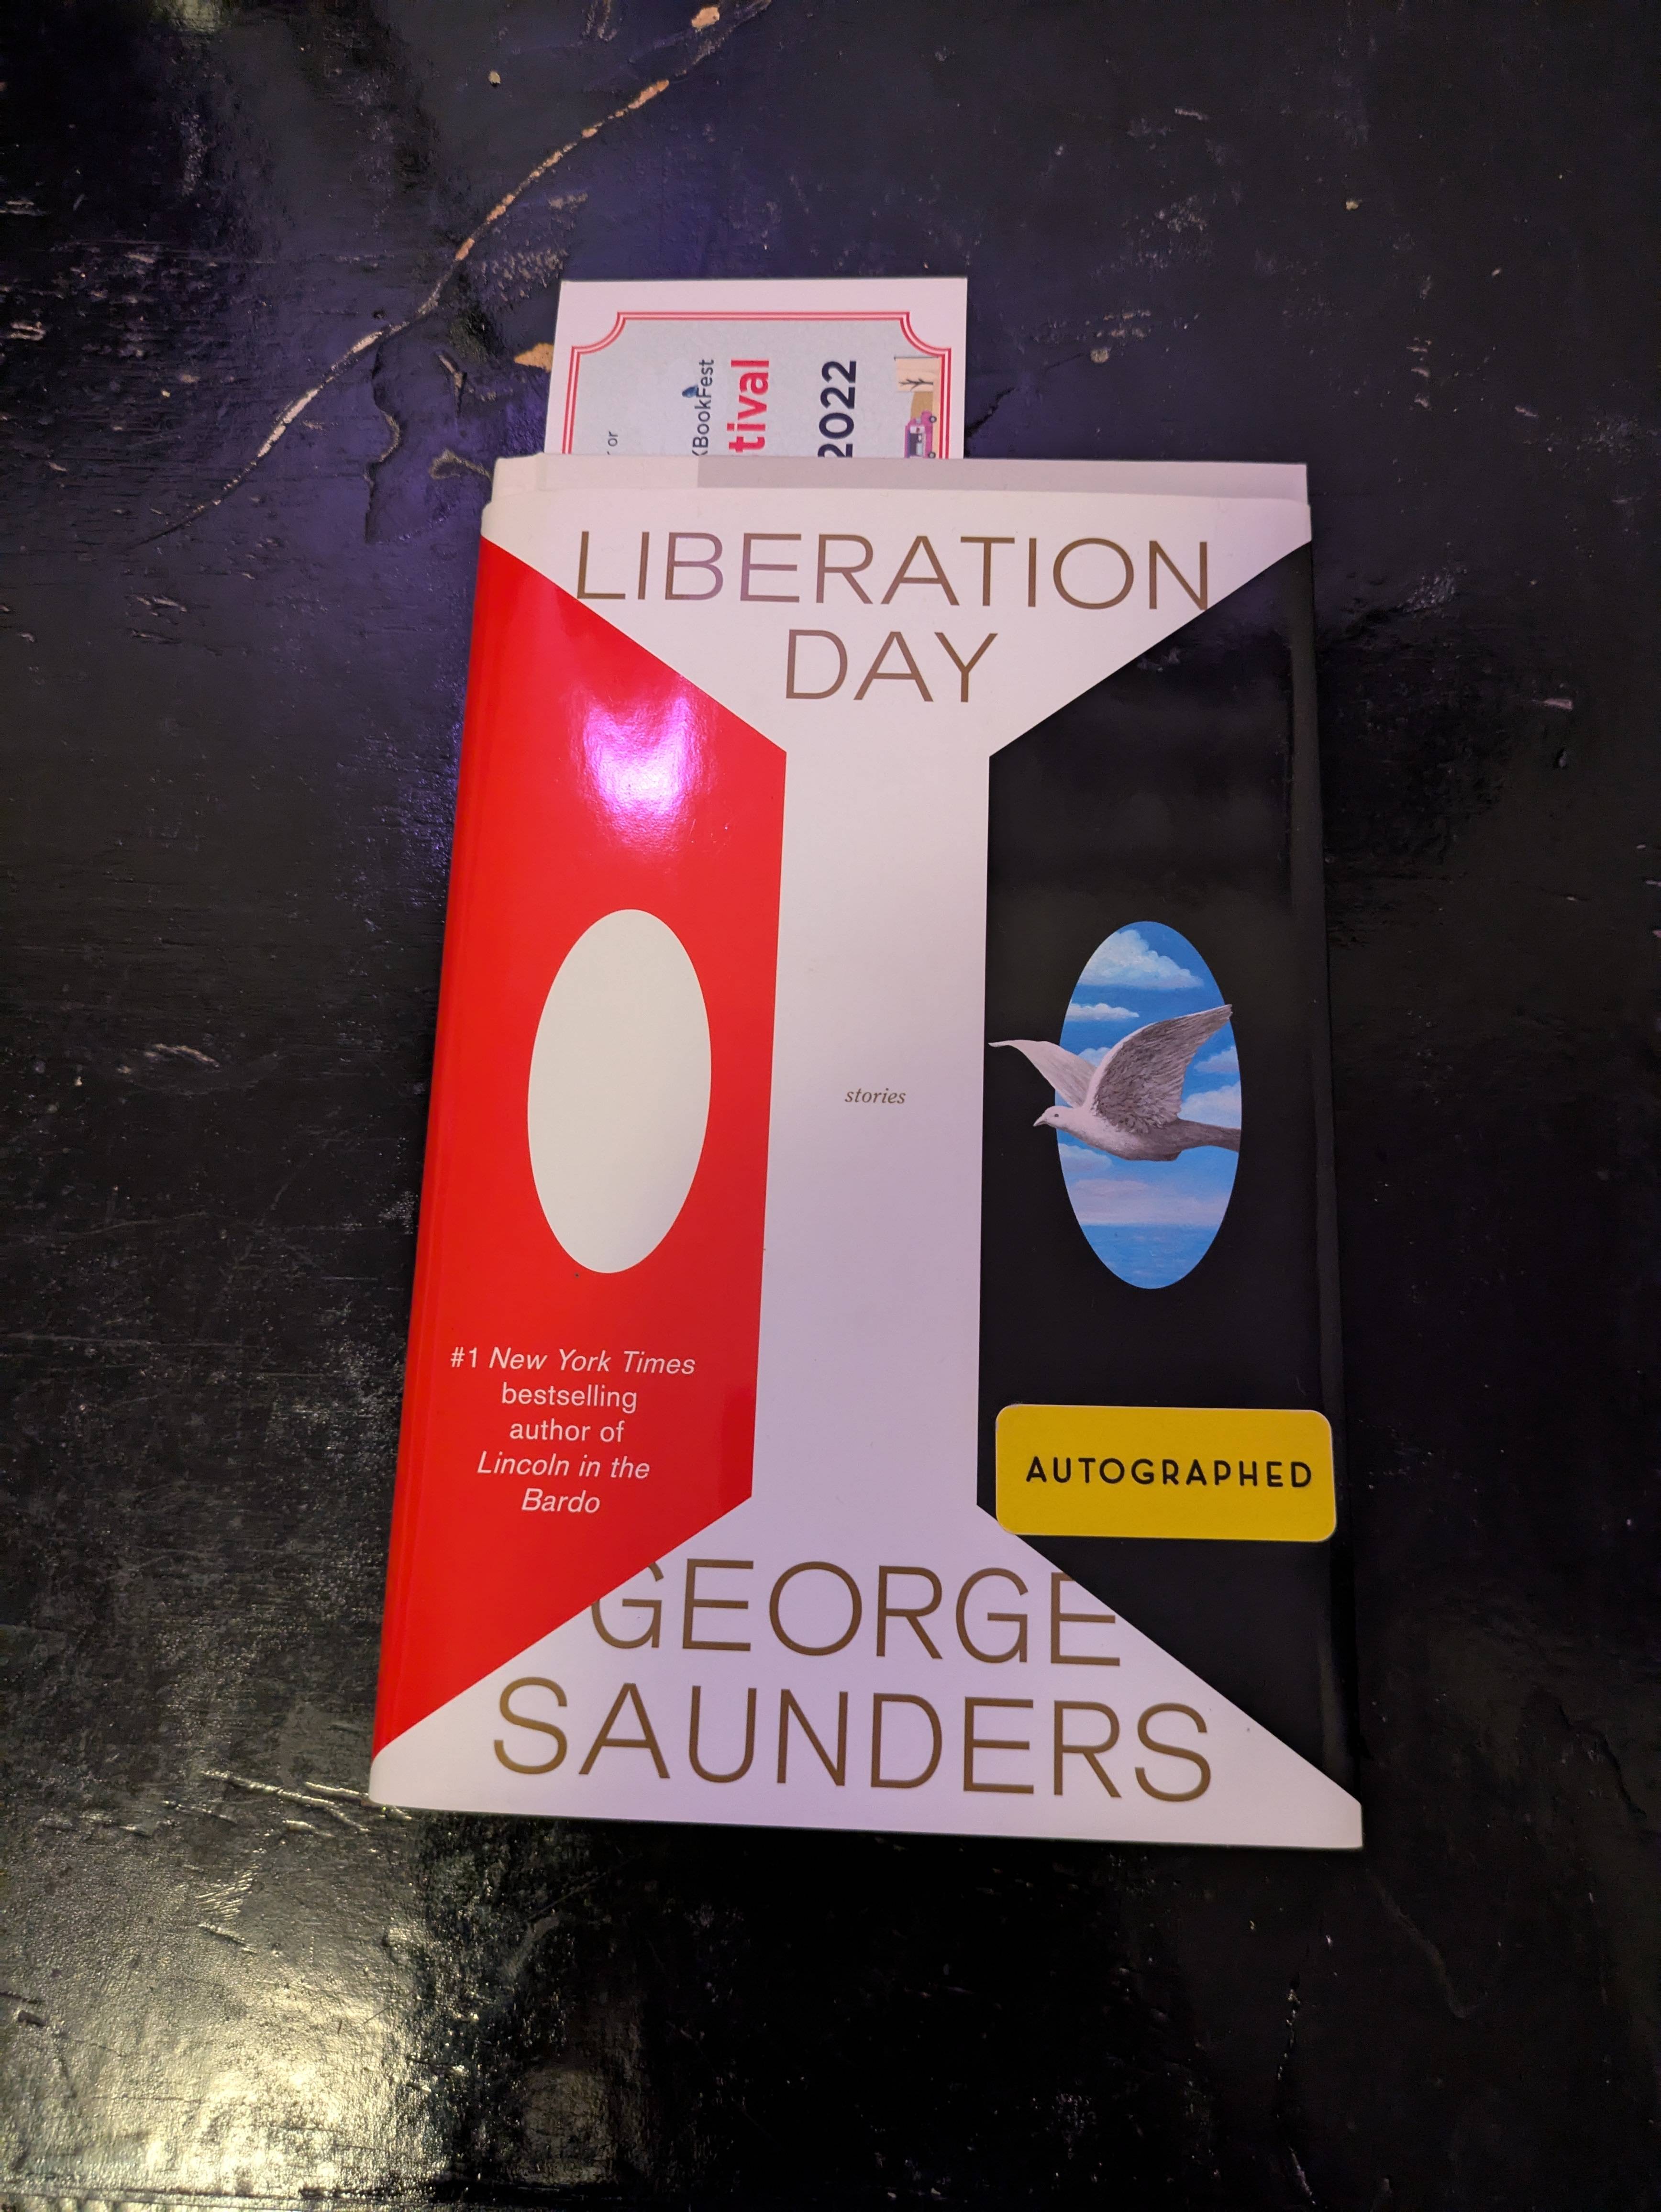 or
BookFest
tival
2022
LIBERATION
DAY
stories
#1 New York Times
bestselling
author of
Lincoln in the
Bardo
AUTOGRAPHED
GEORGE
SAUNDERS